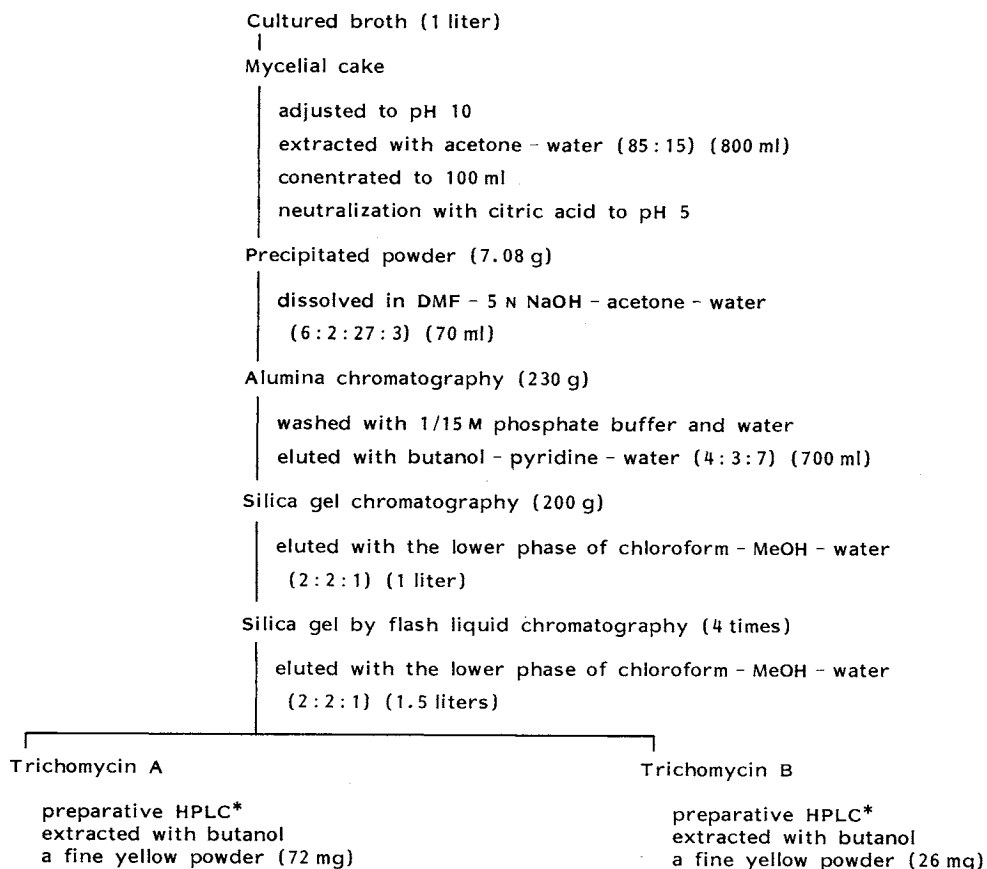 Cultured broth (1 liter)
Mycelial cake
adjusted to pH 10
extracted with acetone - water (85 : 15) (800 ml)
conentrated to 100 ml
neutralization with citric acid to pH 5
Precipitated powder (7.08 g)
dissolved in DMF - 5 N NaOH - acetone - water
(6 : 2 : 27 : 3) (70 ml)
Alumina chromatography (230 g)
washed with 1/15 M phosphate buffer and water
eluted with butanol - pyridine - water (4 : 3 : 7) (700 ml)
Silica gel chromatography (200 g)
eluted with the lower phase of chloroform - MeOH - water
(2 : 2 : 1) (1 liter)
Silica gel by flash liquid chromatography (4 times)
eluted with the lower phase of chloroform - MeOH - water
(2 : 2 : 1) (1.5 liters)
Trichomycin A
preparative HPLC*
extracted with butanol
a fine yellow powder (72 mg)
Trichomycin B
preparative HPLC*
extracted with butanol
a fine yellow powder (26 mg)